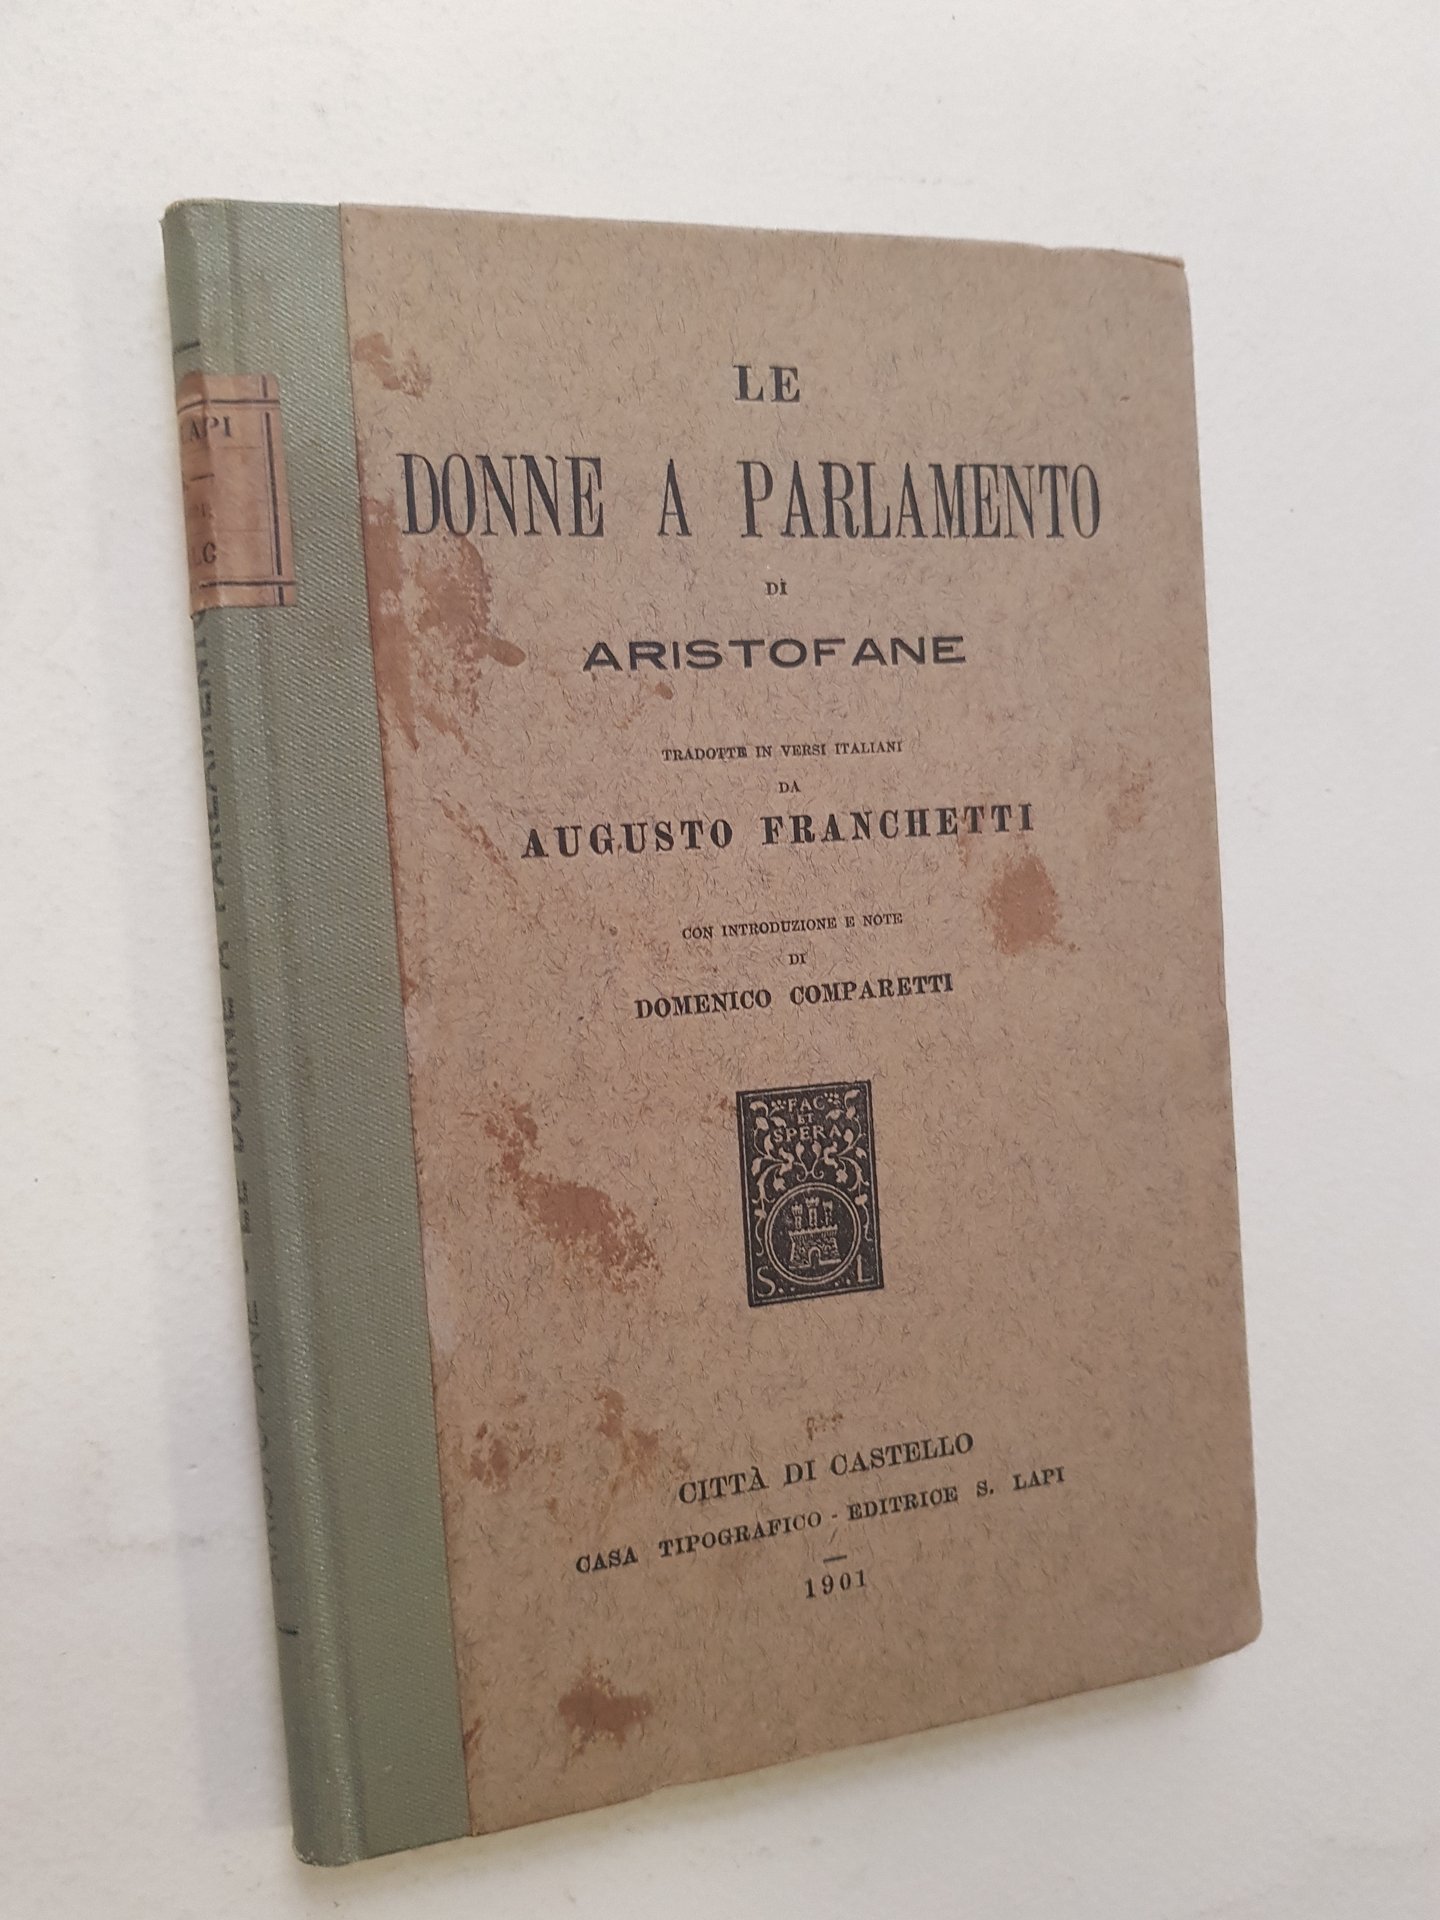 LE
DONNE A PARLAMENTO
DI
ARISTOFANE
TRADOTTE IN VERSI ITALIANI
DA
AUGUSTO FRANCHETTI
CON INTRODUZIONE E NOTE
DI
DOMENICO COMPARETTI
FAC
ET
SPERA
S. . . . L
CITTÀ DI CASTELLO
CASA TIPOGRAFICO - EDITRICE S. LAPI
1901
LAPI
DONNE A PARLAMENTO